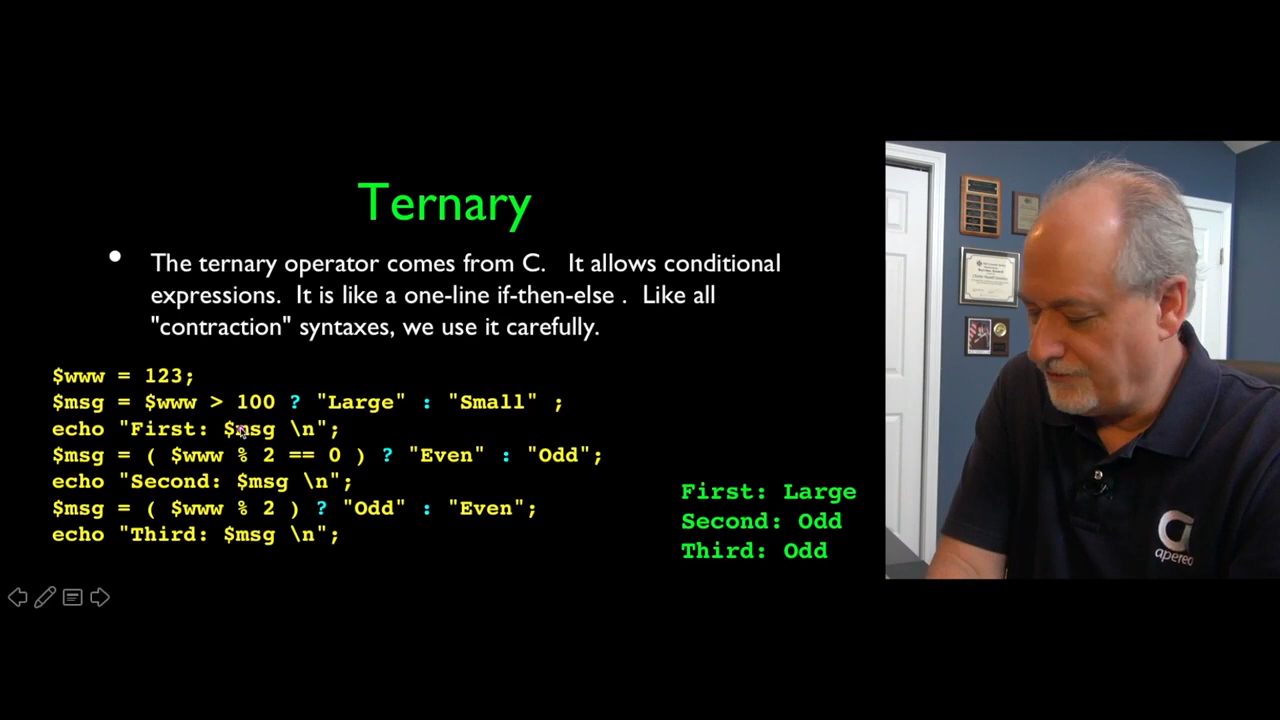 Ternary
The ternary operator comes from C. It allows conditional
expressions. It is like a one-line if-then-else . Like all
"contraction" syntaxes, we use it carefully.
$www = 123;
$msg = $www > 100 ? "Large" : "Small" ;
echo "First: $msg \n";
$msg = ( $www % 2 == 0 ) ? "Even" : "Odd";
echo "Second: $msg \n";
$msg = ( $www % 2 ) ? "Odd" : "Even";
echo "Third: $msg \n";
First: Large
Second: Odd
Third: Odd
apereo